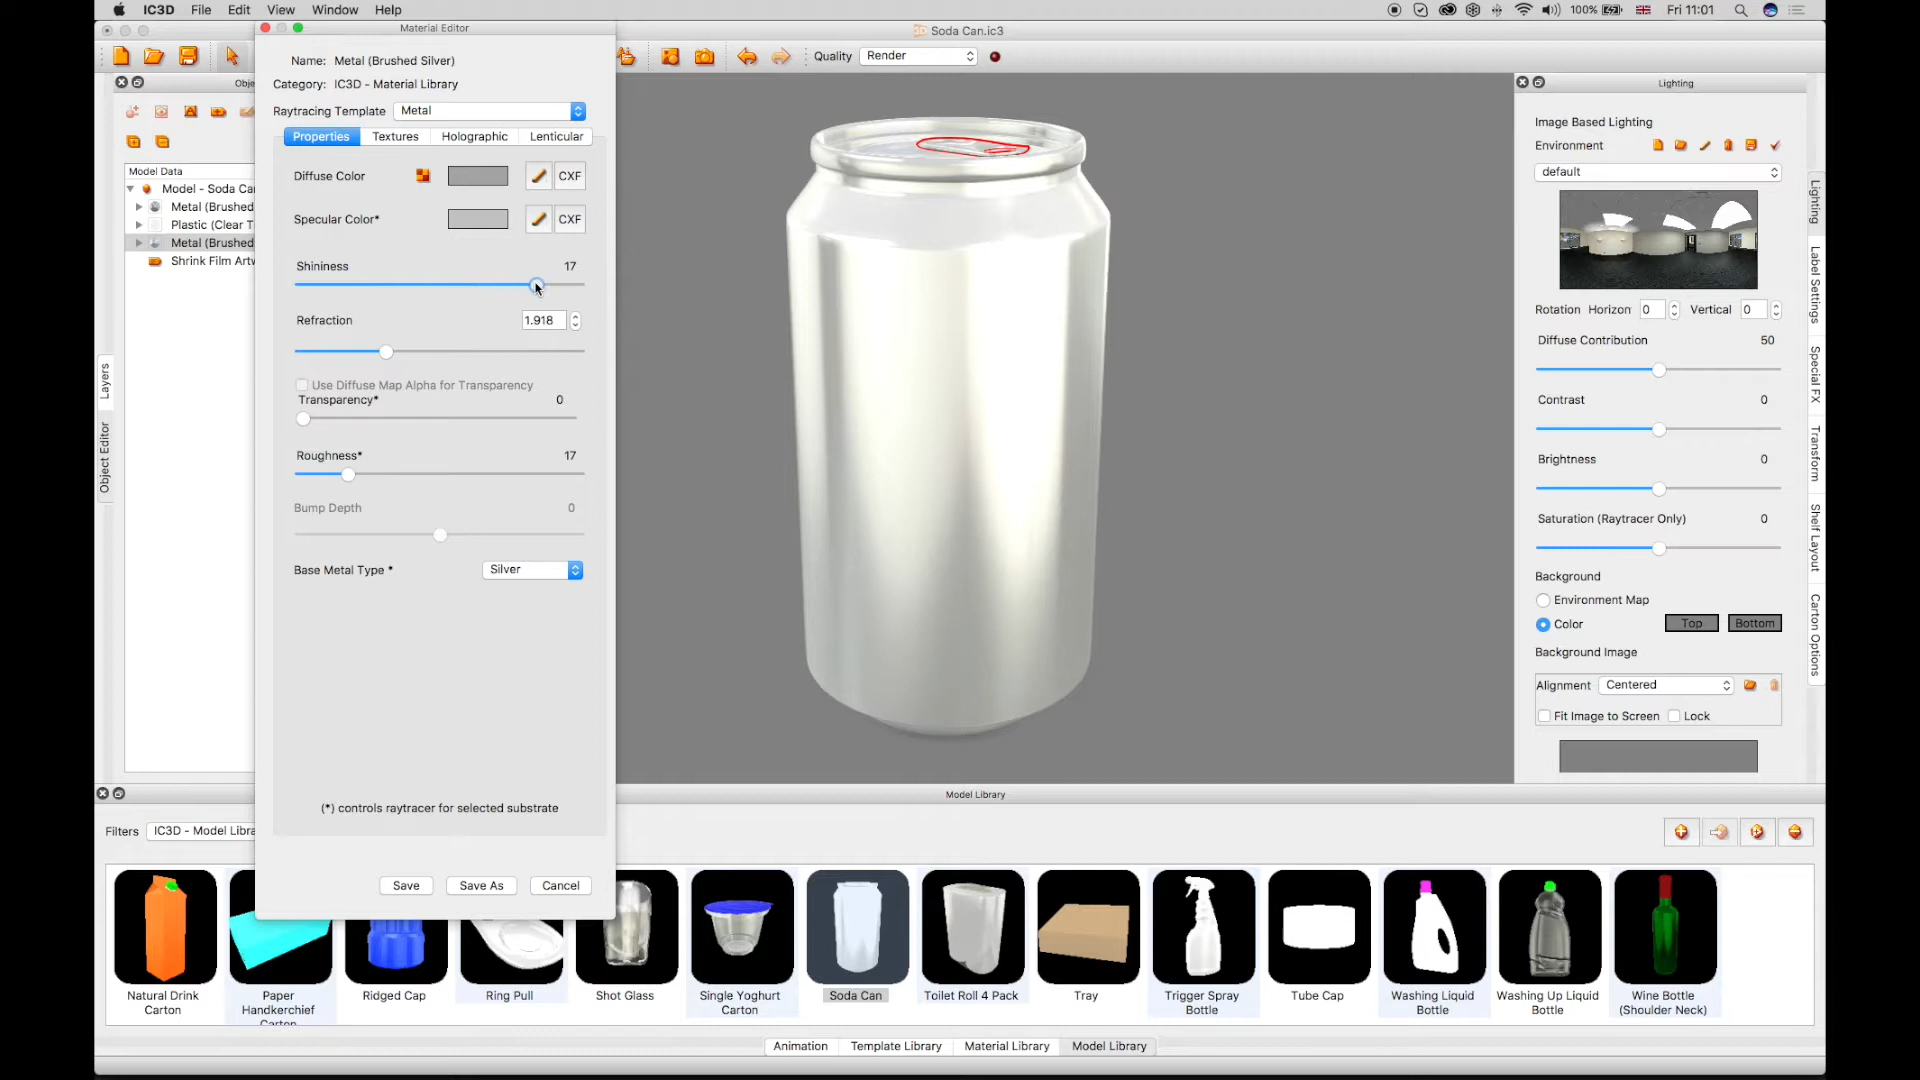 IC3D File Edit View Window Help
100% Fri 11:01
Material Editor
Soda Can.ic3
Name: Metal (Brushed Silver)
Category: IC3D - Material Library
Raytracing Template Metal
Properties Textures Holographic Lenticular
Diffuse Color CXF
Specular Color* CXF
Shininess 17
Refraction 1.918
Use Diffuse Map Alpha for Transparency
Transparency* 0
Roughness* 17
Bump Depth 0
Base Metal Type * Silver
(*) controls raytracer for selected substrate
Save Save As Cancel
Quality Render
Obje
Model Data
Model - Soda Can
Metal (Brushed
Plastic (Clear T
Metal (Brushed
Shrink Film Artw
Layers
Object Editor
Lighting
Image Based Lighting
Environment
default
Rotation Horizon 0 Vertical 0
Diffuse Contribution 50
Contrast 0
Brightness 0
Saturation (Raytracer Only) 0
Background
Environment Map
Color Top Bottom
Background Image
Alignment Centered
Fit Image to Screen Lock
Lighting
Label Settings
Special FX
Transform
Shelf Layout
Carton Options
Model Library
Filters IC3D - Model Libra
Natural Drink
Carton
Paper
Handkerchief
Carton
Ridged Cap
Ring Pull
Shot Glass
Single Yoghurt
Carton
Soda Can
Toilet Roll 4 Pack
Tray
Trigger Spray
Bottle
Tube Cap
Washing Liquid
Bottle
Washing Up Liquid
Bottle
Wine Bottle
(Shoulder Neck)
Animation Template Library Material Library Model Library